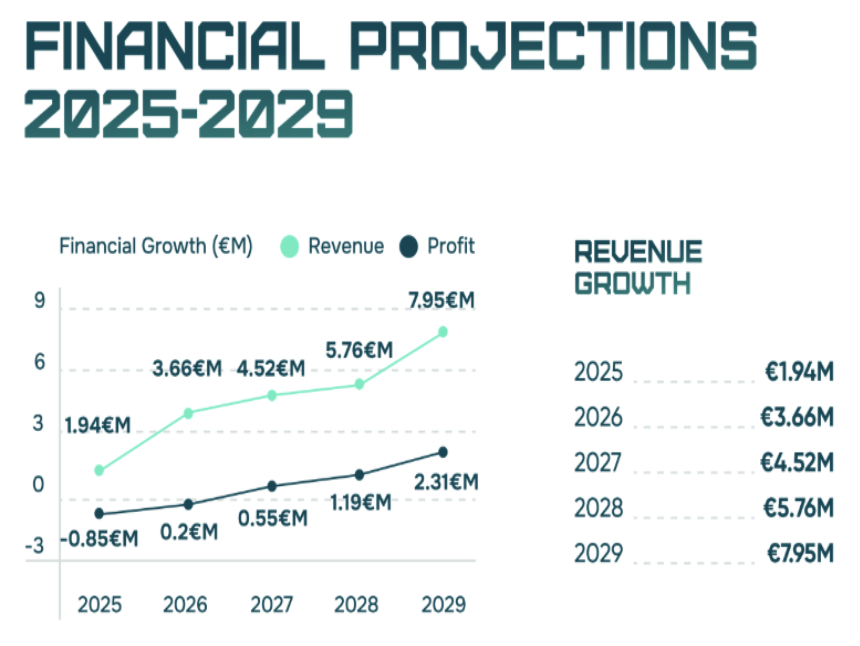 FINANCIAL PROJECTIONS
2025-2029
Financial Growth (€M) Revenue Profit
9
6
3
0
-3
7.95€M
5.76€M
3.66€M 4.52€M
1.94€M
2.31€M
1.19€M
0.55€M
0.2€M
-0.85€M
2025 2026 2027 2028 2029
REVENUE
GROWTH
2025 €1.94M
2026 €3.66M
2027 €4.52M
2028 €5.76M
2029 €7.95M